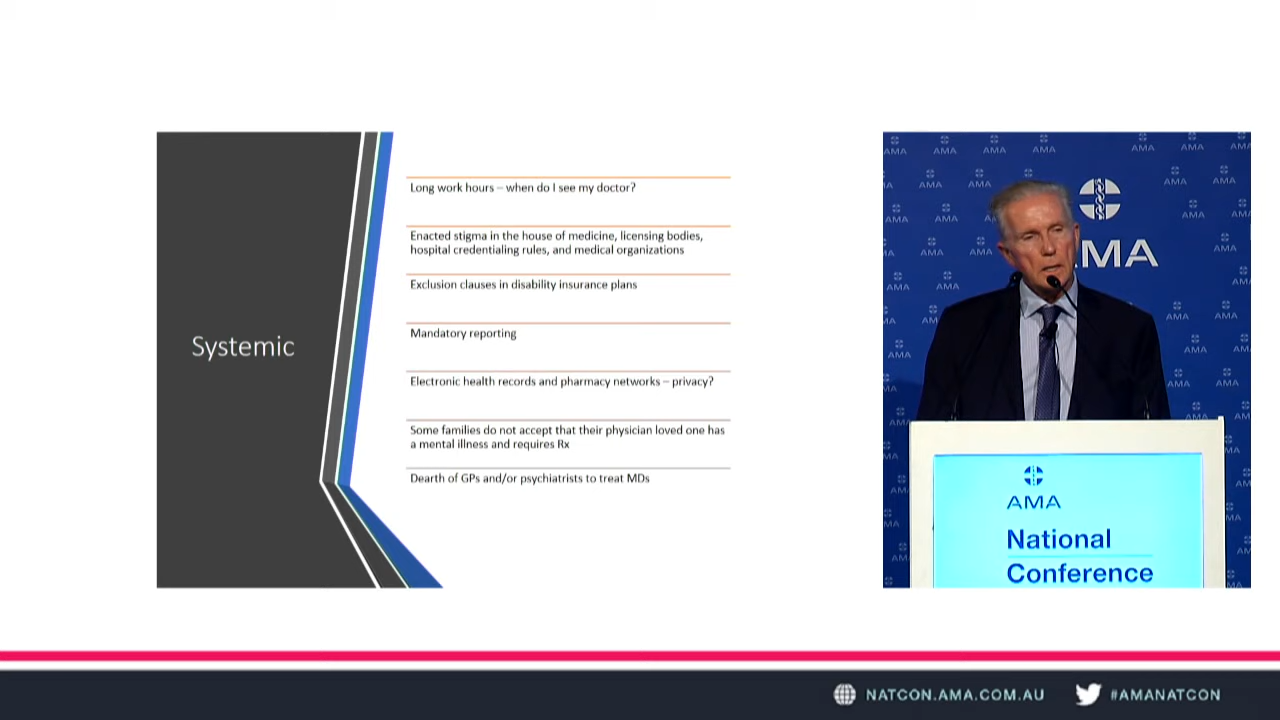 Systemic
Long work hours – when do I see my doctor?
Enacted stigma in the house of medicine, licensing bodies,
hospital credentialing rules, and medical organizations
Exclusion clauses in disability insurance plans
Mandatory reporting
Electronic health records and pharmacy networks – privacy?
Some families do not accept that their physician loved one has
a mental illness and requires Rx
Dearth of GPs and/or psychiatrists to treat MDs
AMA
AMA
National
Conference
NATCON.AMA.COM.AU
#AMANATCON